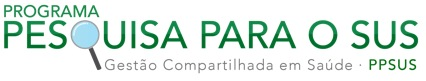 PROGRAMA
PESQUISA PARA O SUS
Gestão Compartilhada em Saúde · PPSUS